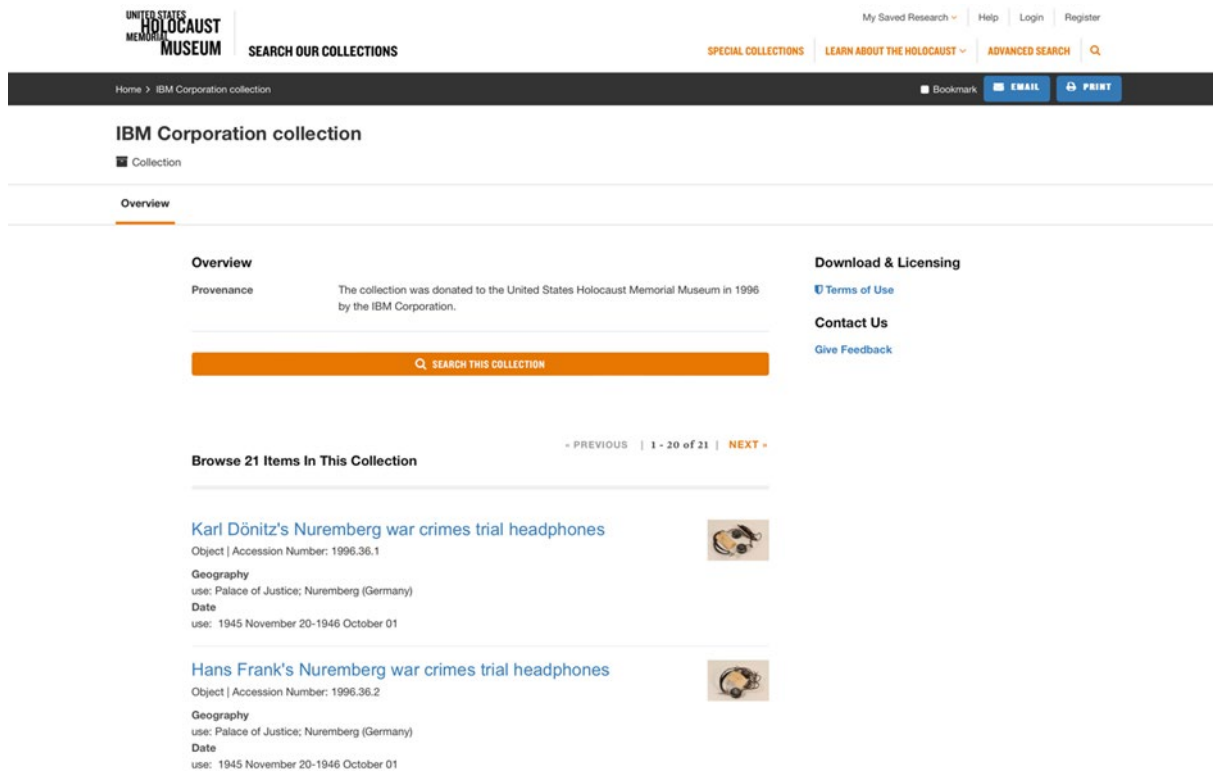 UNITED STATES
HOLOCAUST
MEMORIAL
MUSEUM
SEARCH OUR COLLECTIONS
My Saved Research
Help
Login
Register
SPECIAL COLLECTIONS
LEARN ABOUT THE HOLOCAUST
ADVANCED SEARCH
Home > IBM Corporation collection
Bookmark
EMAIL
PRINT
IBM Corporation collection
Collection
Overview
Overview
Provenance
The collection was donated to the United States Holocaust Memorial Museum in 1996
by the IBM Corporation.
SEARCH THIS COLLECTION
Download & Licensing
Terms of Use
Contact Us
Give Feedback
« PREVIOUS | 1 - 20 of 21 | NEXT »
Browse 21 Items In This Collection
Karl Dönitz's Nuremberg war crimes trial headphones
Object | Accession Number: 1996.36.1
Geography
use: Palace of Justice; Nuremberg (Germany)
Date
use: 1945 November 20-1946 October 01
Hans Frank's Nuremberg war crimes trial headphones
Object | Accession Number: 1996.36.2
Geography
use: Palace of Justice; Nuremberg (Germany)
Date
use: 1945 November 20-1946 October 01